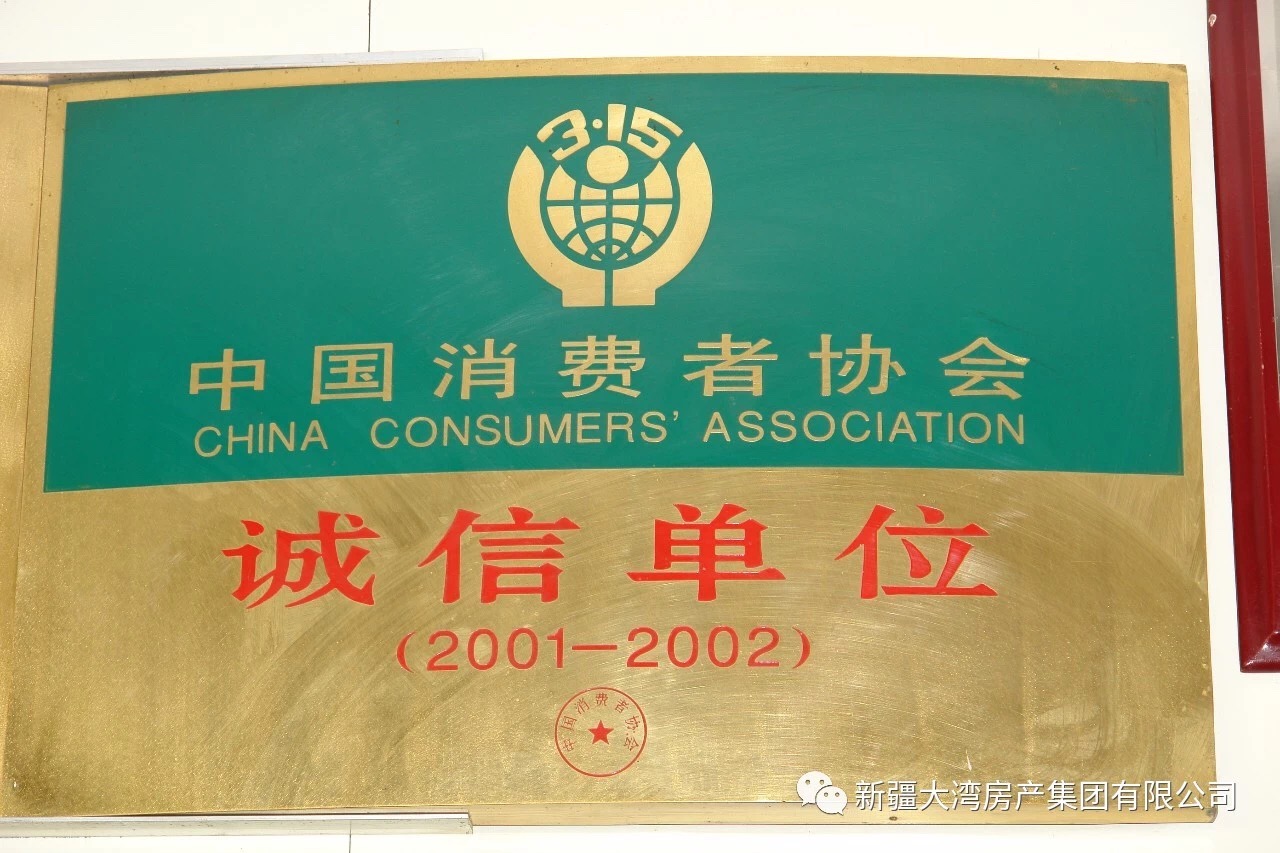 3·15
中国消费者协会
CHINA CONSUMERS' ASSOCIATION
诚信单位
(2001—2002)
中国消费者协会
新疆大湾房产集团有限公司